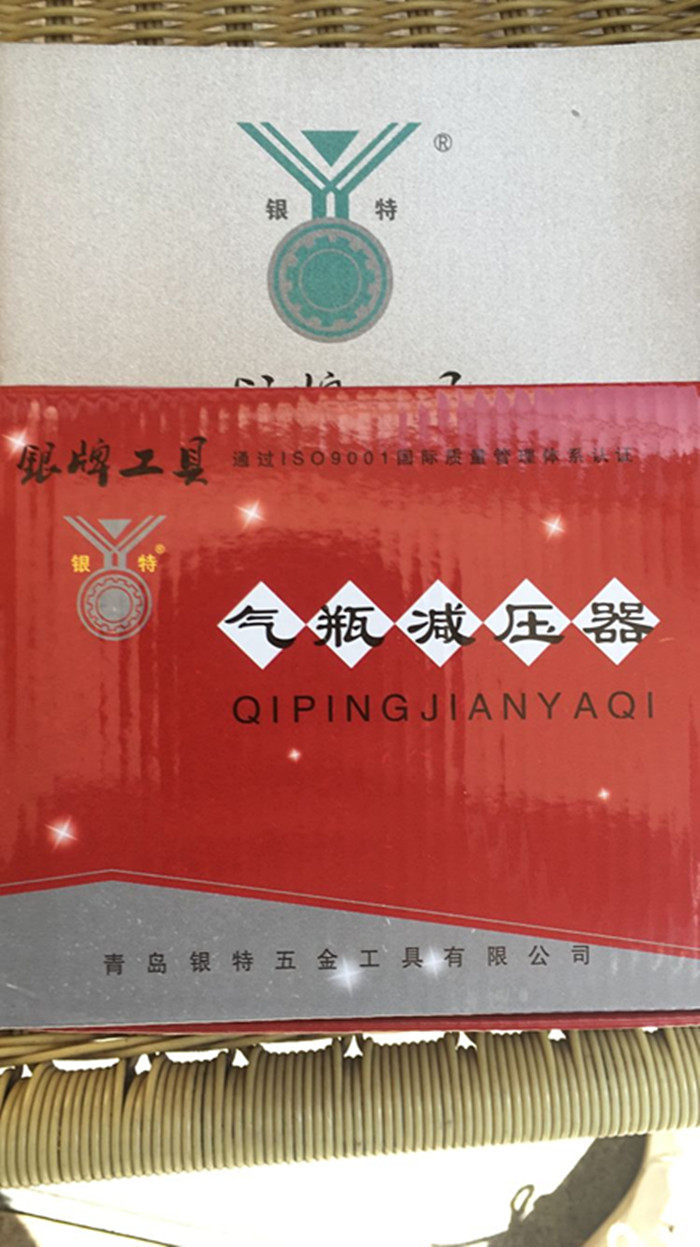 ®
银 特
银牌工具 通过ISO9001国际质量管理体系认证
银 特®
气瓶减压器
QIPINGJIANYAQI
青岛银特五金工具有限公司